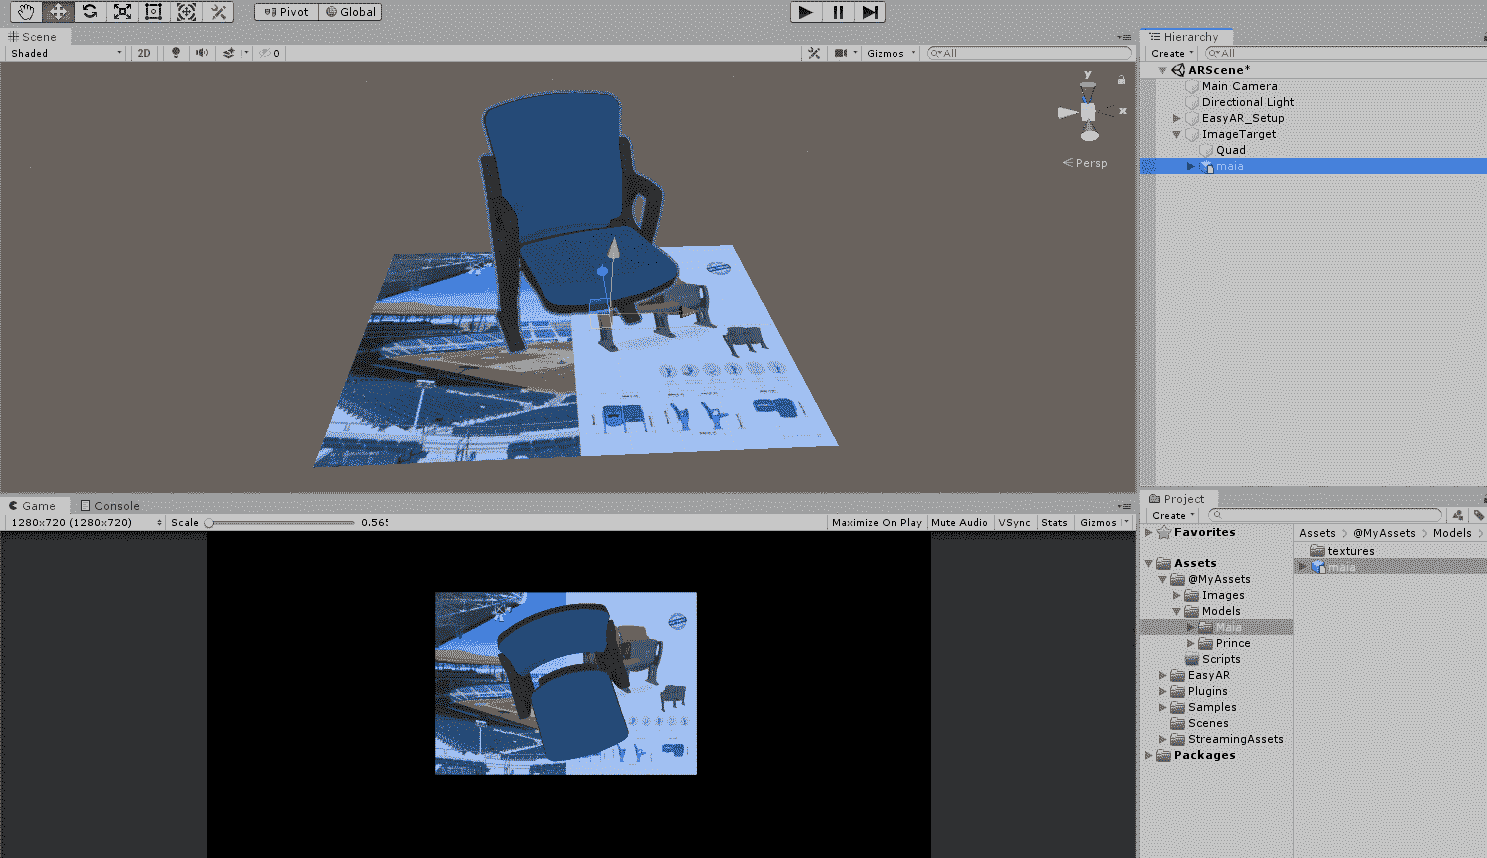 Pivot Global
Scene
Shaded 2D 0 Gizmos All
y
x
Persp
Hierarchy
Create All
ARScene*
Main Camera
Directional Light
EasyAR_Setup
ImageTarget
Quad
maia
Game Console
1280x720 (1280x720) Scale 0.565 Maximize On Play Mute Audio VSync Stats Gizmos
Project
Create
Favorites
Assets
@MyAssets
Images
Models
Maia
Prince
Scripts
EasyAR
Plugins
Samples
Scenes
StreamingAssets
Packages
Assets > @MyAssets > Models >
textures
maia